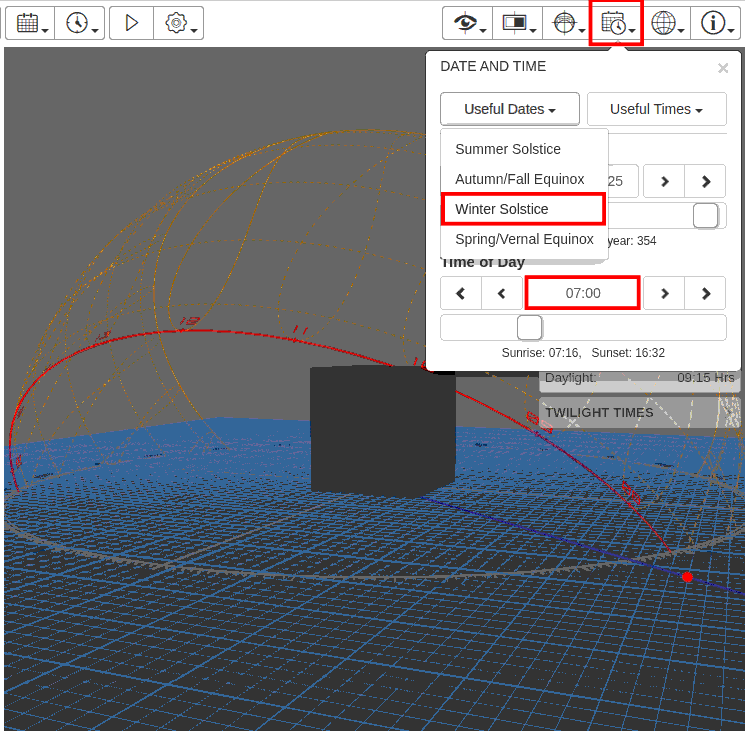 DATE AND TIME
×
Useful Dates
Useful Times
Summer Solstice
Autumn/Fall Equinox
25
Winter Solstice
year: 354
Spring/Vernal Equinox
Time of Day
07:00
Sunrise: 07:16, Sunset: 16:32
Daylight: 09:15 Hrs
TWILIGHT TIMES